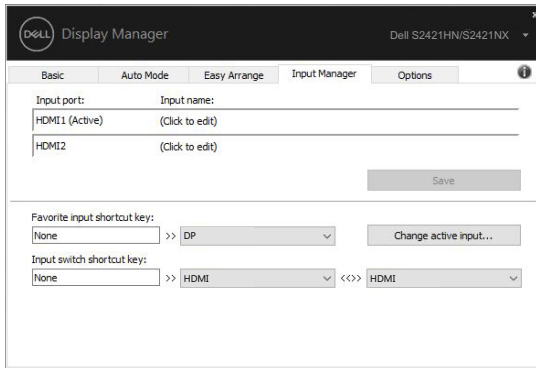 DELL Display Manager Dell S2421HN/S2421NX
Basic Auto Mode Easy Arrange Input Manager Options
Input port: Input name:
HDMI1 (Active) (Click to edit)
HDMI2 (Click to edit)
Save
Favorite input shortcut key:
None >> DP Change active input...
Input switch shortcut key:
None >> HDMI <<>> HDMI